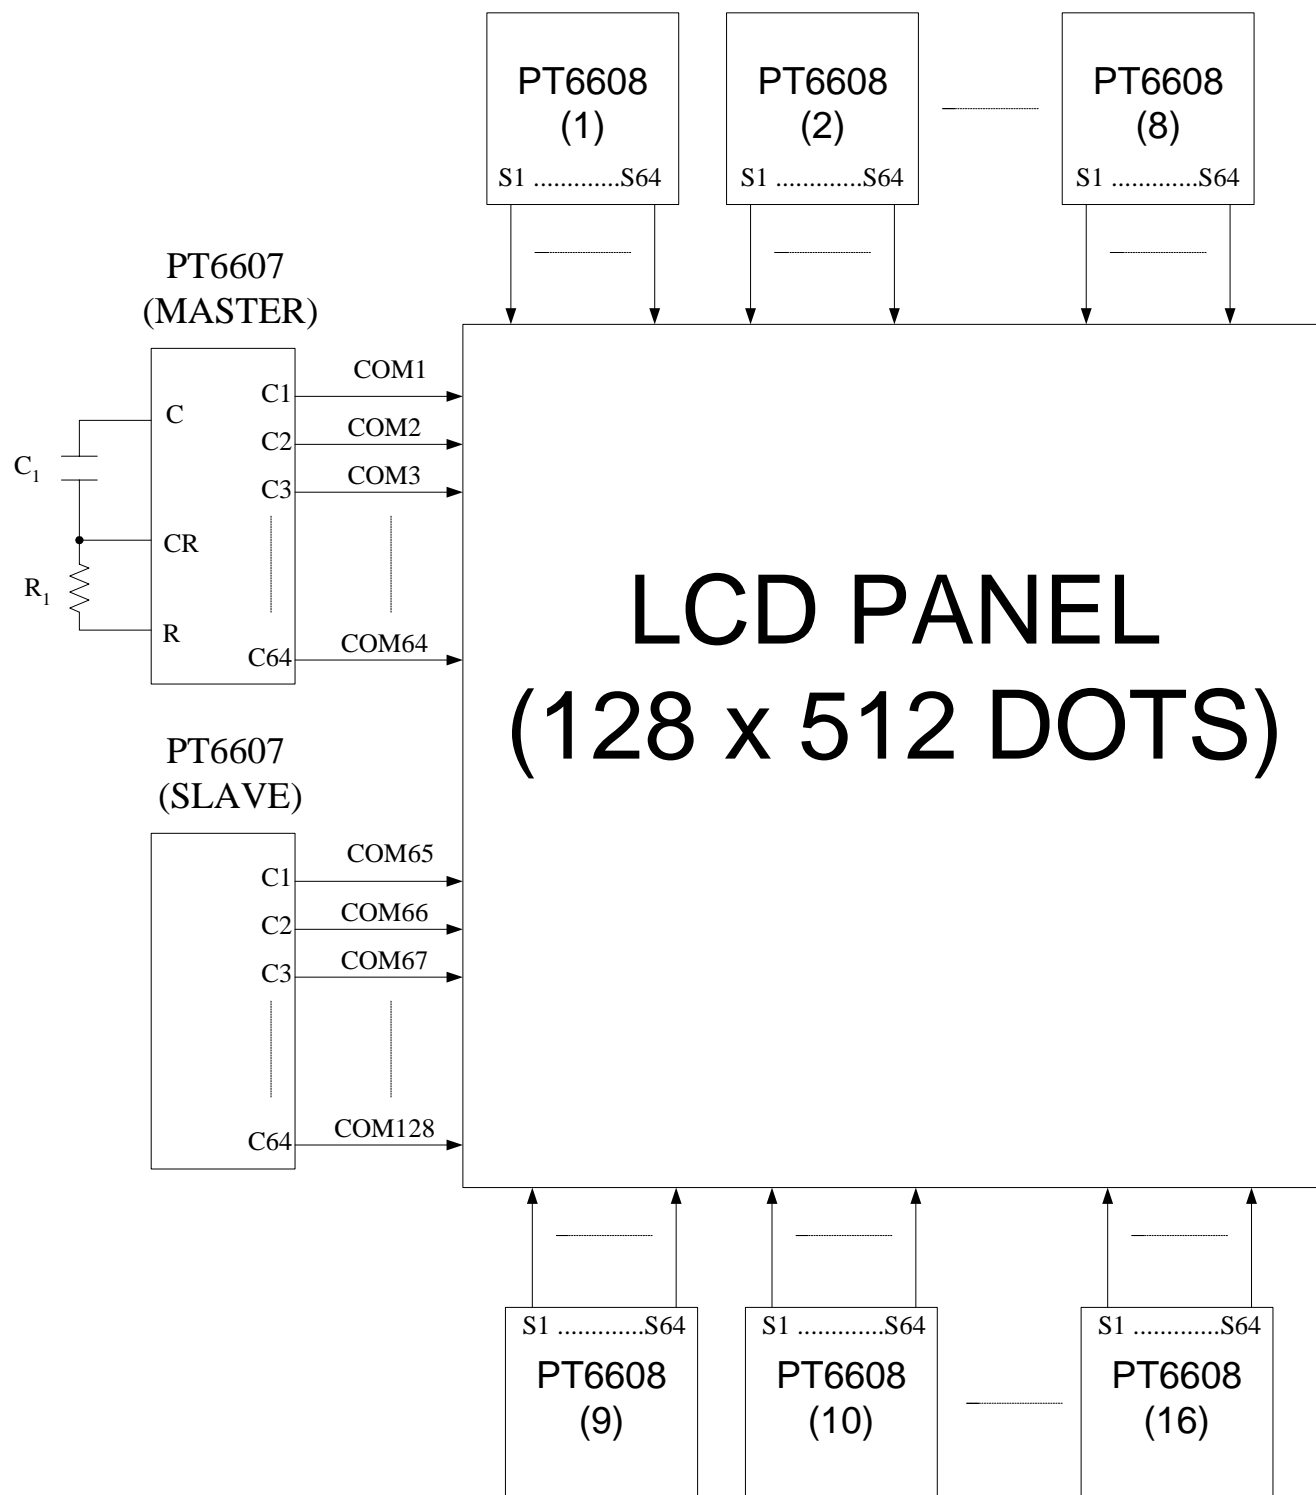 PT6608
(1)
S1 .............S64
PT6608
(2)
S1 .............S64
PT6608
(8)
S1 .............S64
PT6607
(MASTER)
C
C1
CR
R1
R
C1
COM1
C2
COM2
C3
COM3
C64
COM64
LCD PANEL
(128 x 512 DOTS)
PT6607
(SLAVE)
C1
COM65
C2
COM66
C3
COM67
C64
COM128
S1 .............S64
PT6608
(9)
S1 .............S64
PT6608
(10)
S1 .............S64
PT6608
(16)